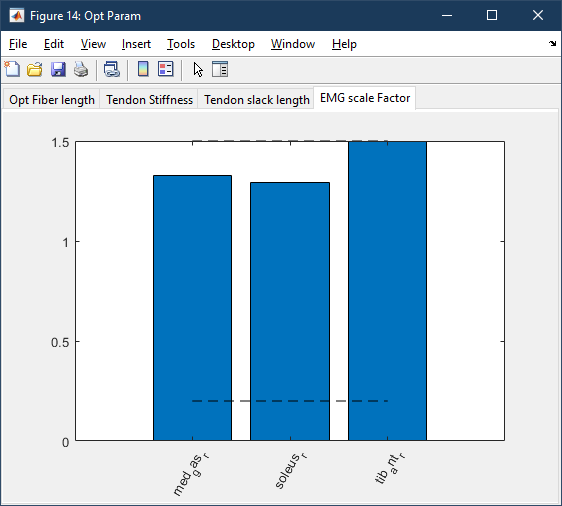 Figure 14: Opt Param
File Edit View Insert Tools Desktop Window Help
Opt Fiber length Tendon Stiffness Tendon slack length EMG scale Factor
1.5
1
0.5
0
med_gas_r soleus_r tib_ant_r